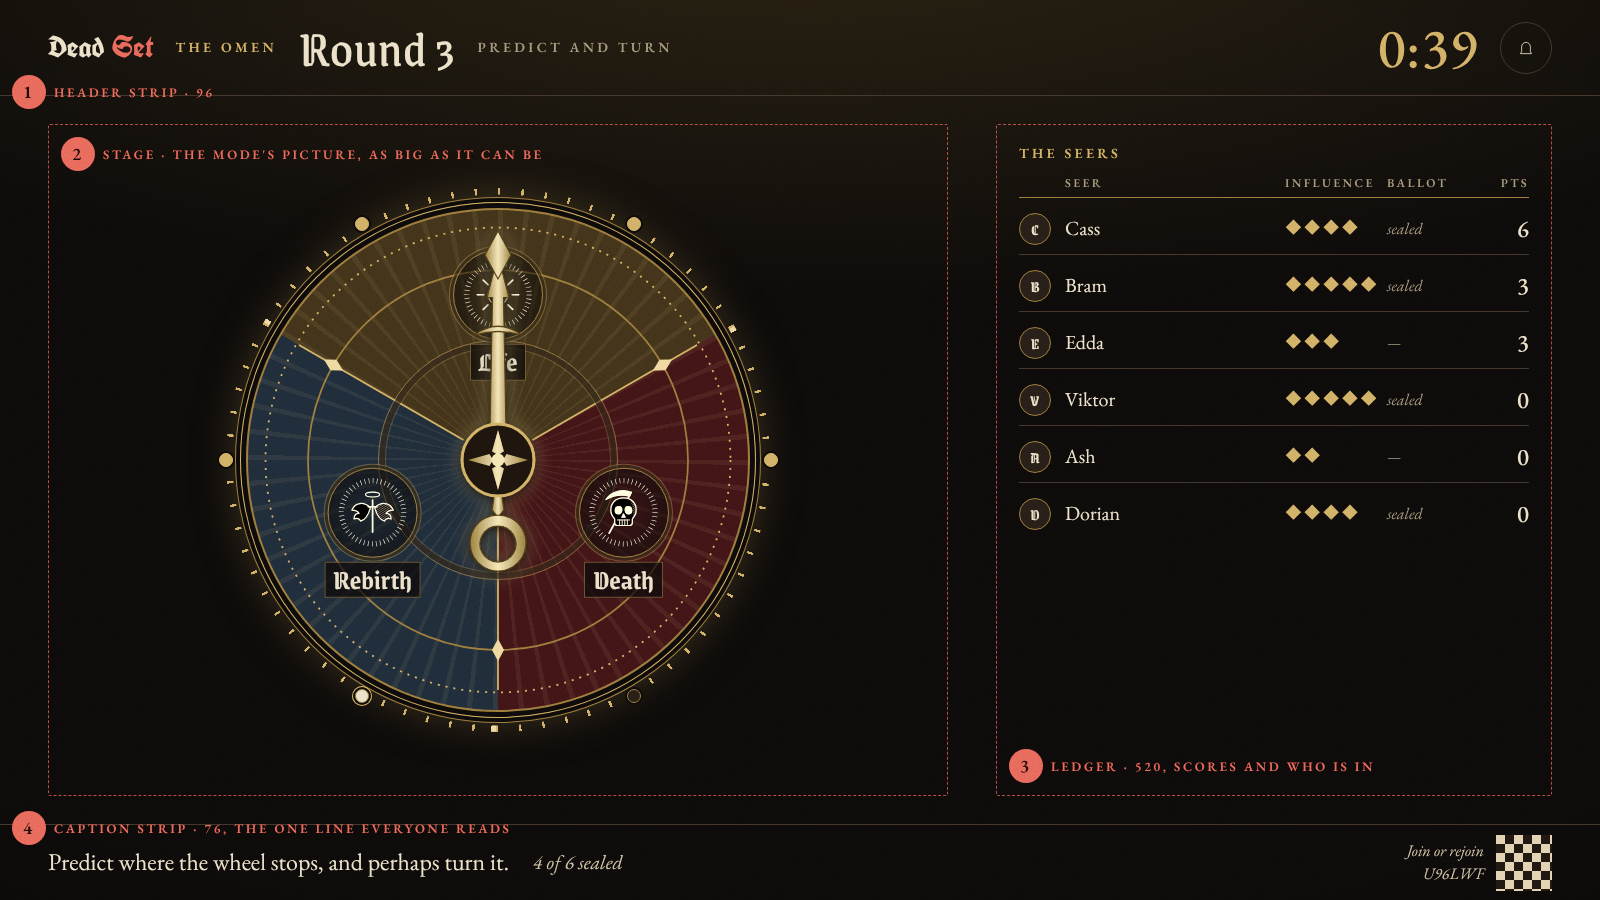 Dead Set THE OMEN Round 3 PREDICT AND TURN 0:39
1 HEADER STRIP · 96
2 STAGE · THE MODE'S PICTURE, AS BIG AS IT CAN BE
Life
Rebirth
Death
THE SEERS
SEER INFLUENCE BALLOT PTS
C Cass sealed 6
B Bram sealed 3
E Edda — 3
V Viktor sealed 0
A Ash — 0
D Dorian sealed 0
3 LEDGER · 520, SCORES AND WHO IS IN
4 CAPTION STRIP · 76, THE ONE LINE EVERYONE READS
Predict where the wheel stops, and perhaps turn it. 4 of 6 sealed
Join or rejoin
U96LWF